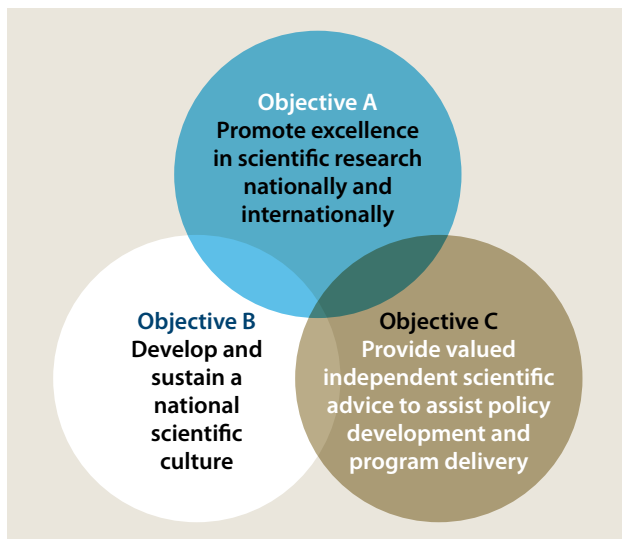 Objective A
Promote excellence
in scientific research
nationally and
internationally
Objective B
Develop and
sustain a
national
scientific
culture
Objective C
Provide valued
independent scientific
advice to assist policy
development and
program delivery